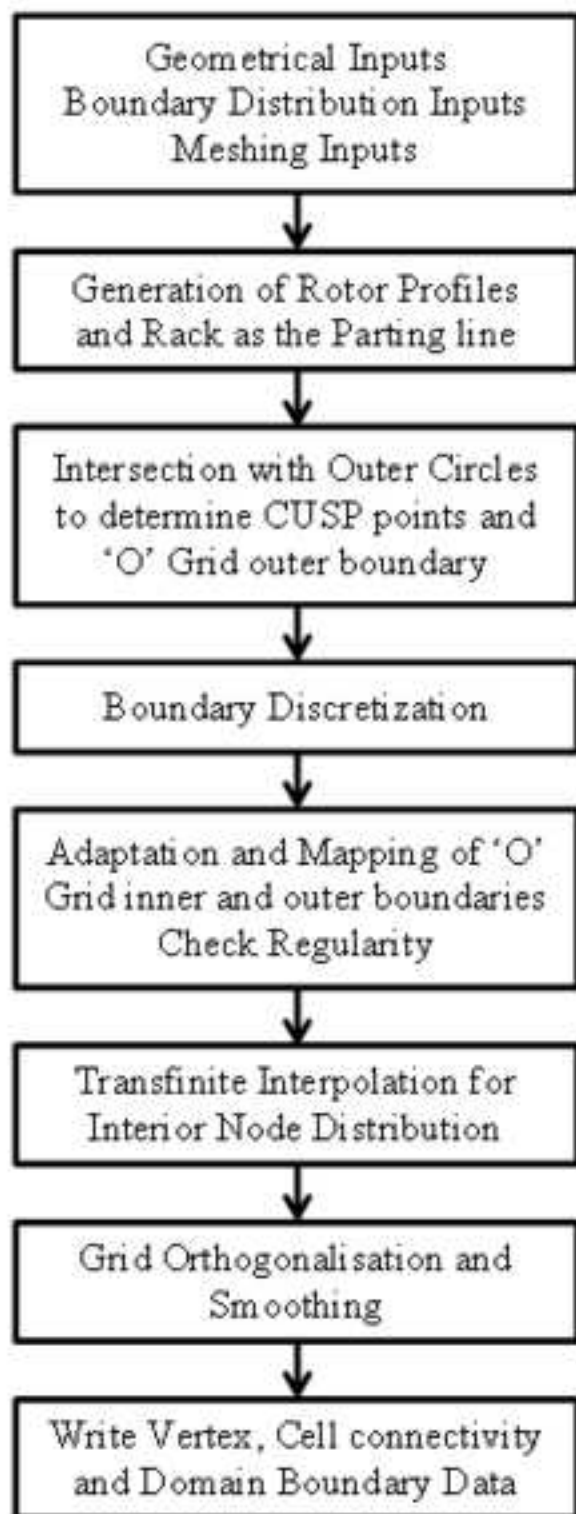 Geometrical Inputs
Boundary Distribution Inputs
Meshing Inputs
Generation of Rotor Profiles
and Rack as the Parting line
Intersection with Outer Circles
to determine CUSP points and
‘O’ Grid outer boundary
Boundary Discretization
Adaptation and Mapping of ‘O’
Grid inner and outer boundaries
Check Regularity
Transfinite Interpolation for
Interior Node Distribution
Grid Orthogonalisation and
Smoothing
Write Vertex, Cell connectivity
and Domain Boundary Data